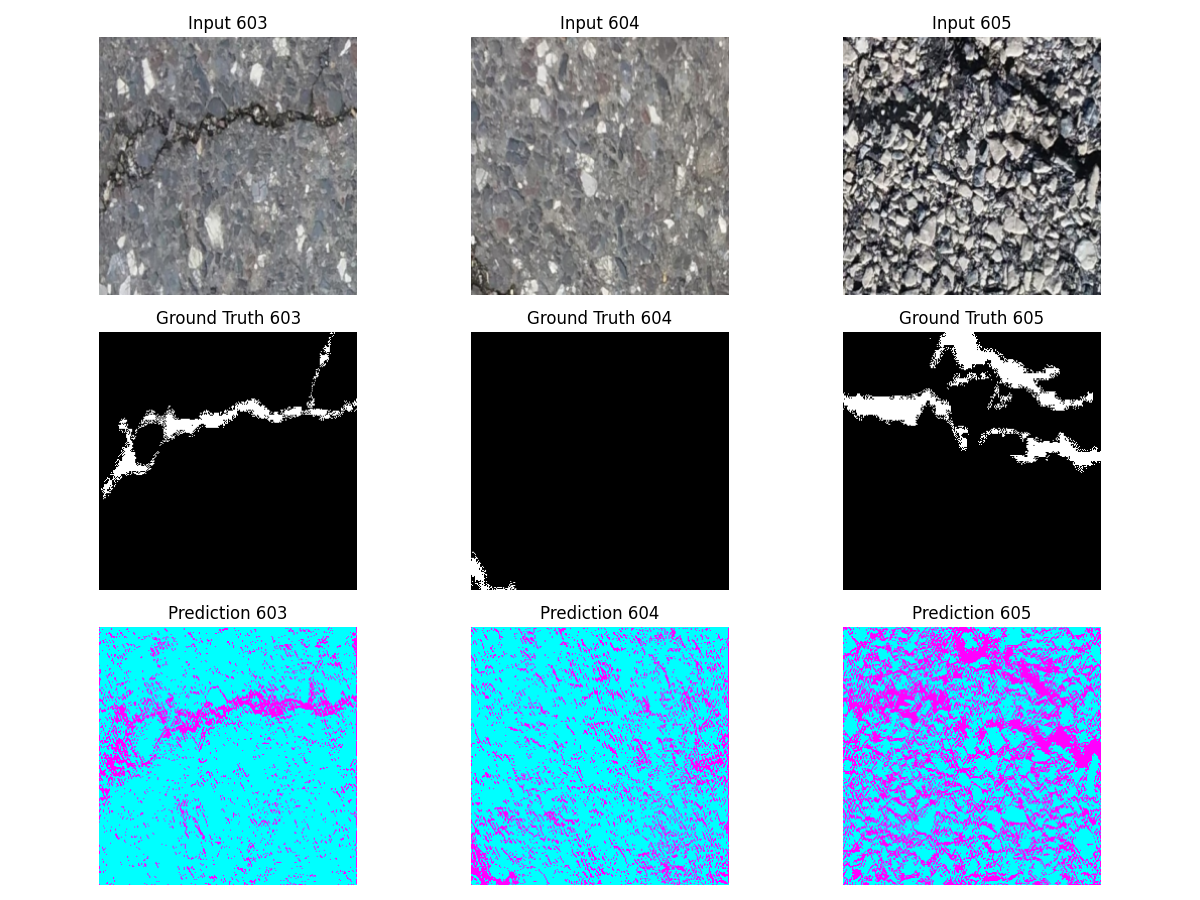 Input 603
Input 604
Input 605
Ground Truth 603
Ground Truth 604
Ground Truth 605
Prediction 603
Prediction 604
Prediction 605